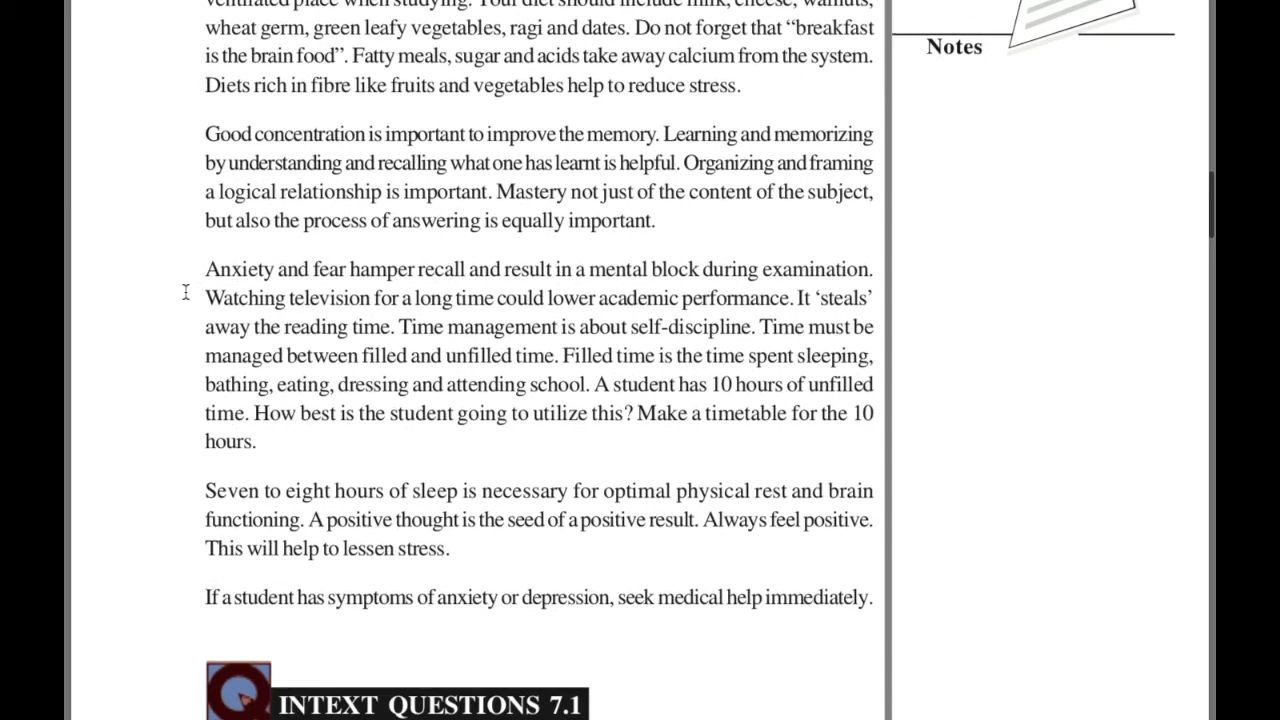 ventilated place when studying. Your diet should include milk, cheese, walnuts,
wheat germ, green leafy vegetables, ragi and dates. Do not forget that “breakfast
is the brain food”. Fatty meals, sugar and acids take away calcium from the system.
Diets rich in fibre like fruits and vegetables help to reduce stress.
Good concentration is important to improve the memory. Learning and memorizing
by understanding and recalling what one has learnt is helpful. Organizing and framing
a logical relationship is important. Mastery not just of the content of the subject,
but also the process of answering is equally important.
Anxiety and fear hamper recall and result in a mental block during examination.
Watching television for a long time could lower academic performance. It ‘steals’
away the reading time. Time management is about self-discipline. Time must be
managed between filled and unfilled time. Filled time is the time spent sleeping,
bathing, eating, dressing and attending school. A student has 10 hours of unfilled
time. How best is the student going to utilize this? Make a timetable for the 10
hours.
Seven to eight hours of sleep is necessary for optimal physical rest and brain
functioning. A positive thought is the seed of a positive result. Always feel positive.
This will help to lessen stress.
If a student has symptoms of anxiety or depression, seek medical help immediately.
INTEXT QUESTIONS 7.1
Notes